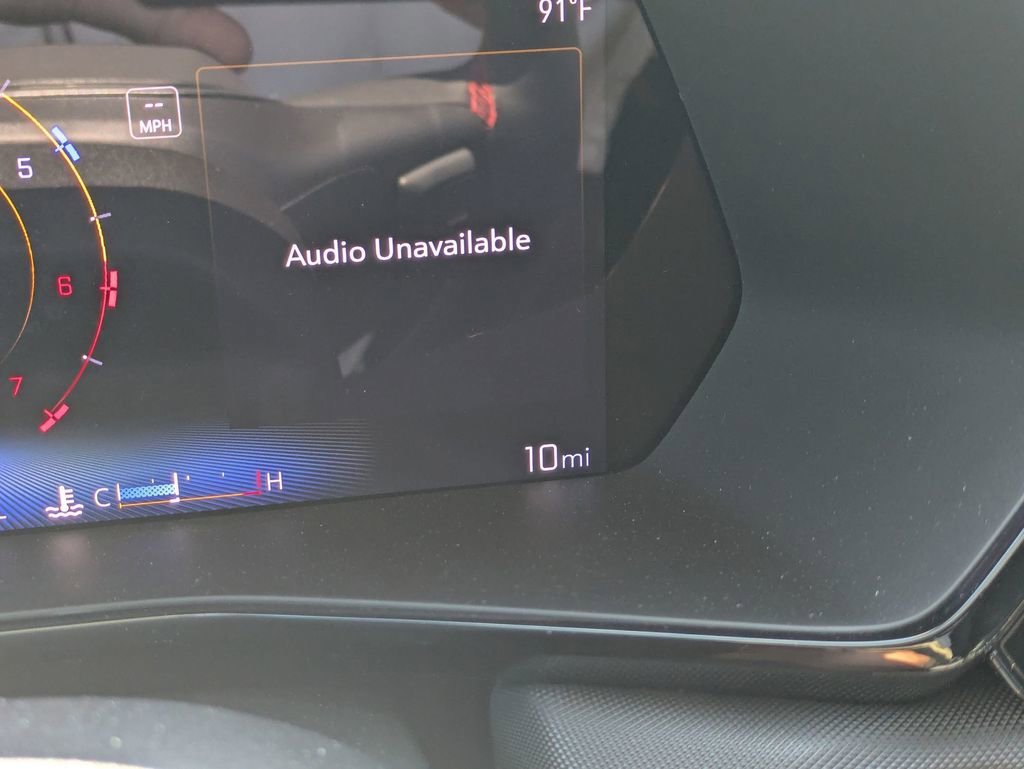 91°F
--
MPH
5
Audio Unavailable
6
7
10mi
C H